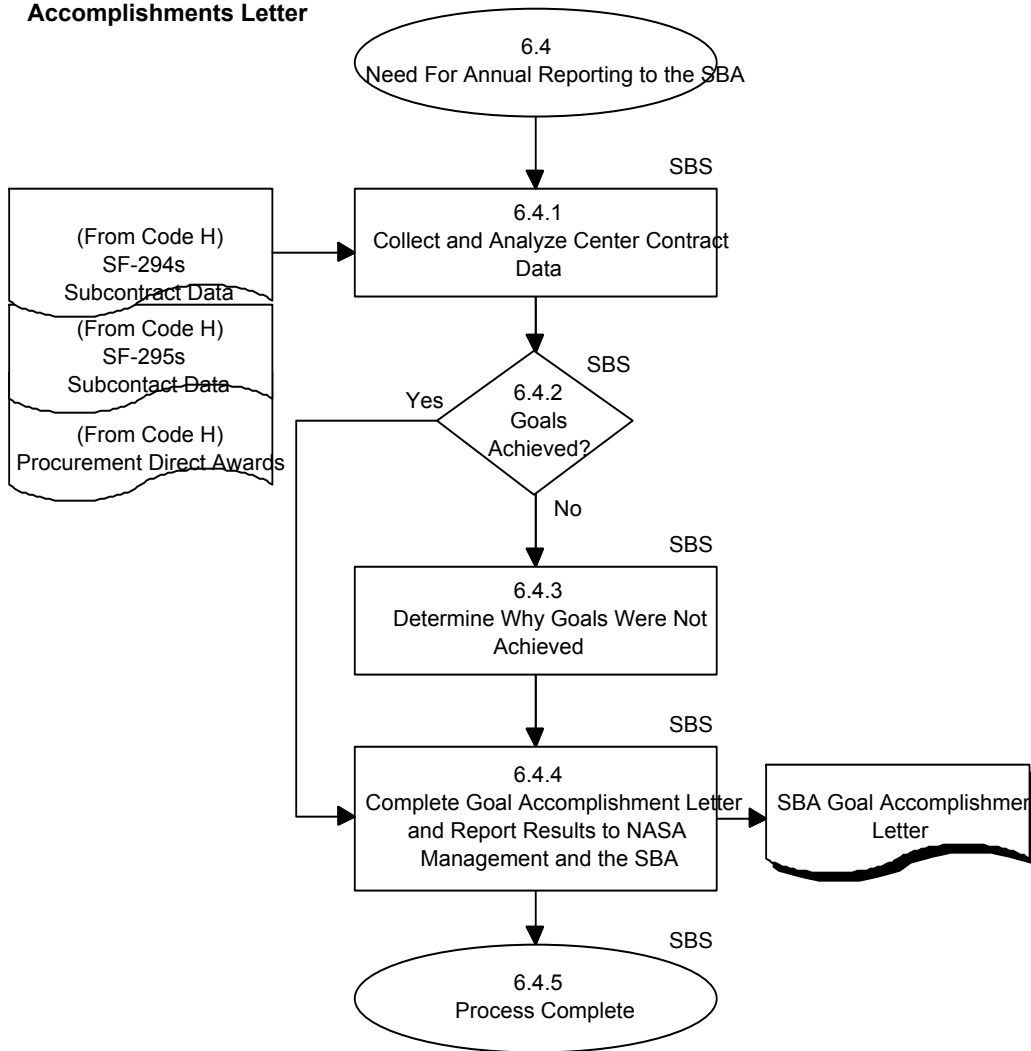 Accomplishments Letter
6.4
Need For Annual Reporting to the SBA
SBS
6.4.1
Collect and Analyze Center Contract
Data
(From Code H)
SF-294s
Subcontract Data
(From Code H)
SF-295s
Subcontact Data
(From Code H)
Procurement Direct Awards
SBS
Yes
6.4.2
Goals
Achieved?
No
SBS
6.4.3
Determine Why Goals Were Not
Achieved
SBS
6.4.4
Complete Goal Accomplishment Letter
and Report Results to NASA
Management and the SBA
SBA Goal Accomplishmen
Letter
SBS
6.4.5
Process Complete